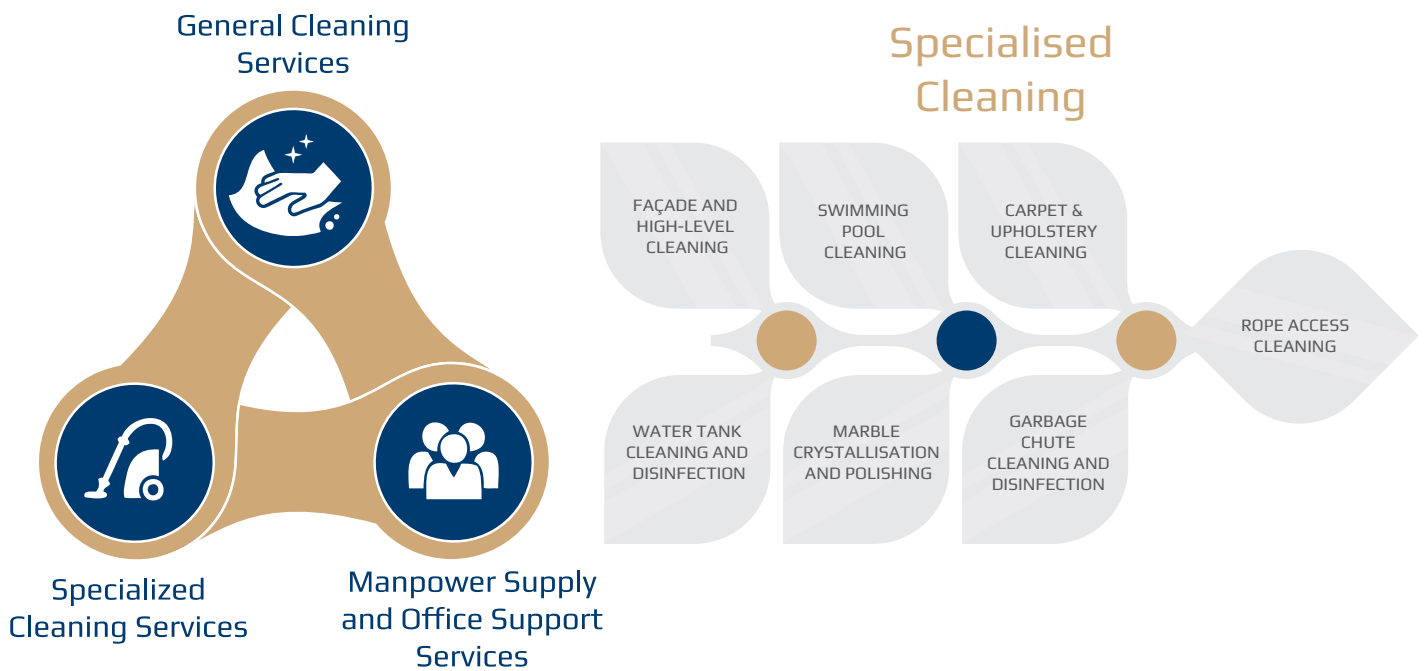 General Cleaning
Services
Specialized
Cleaning Services
Manpower Supply
and Office Support
Services
Specialised
Cleaning
FAÇADE AND
HIGH-LEVEL
CLEANING
SWIMMING
POOL
CLEANING
CARPET &
UPHOLSTERY
CLEANING
ROPE ACCESS
CLEANING
WATER TANK
CLEANING AND
DISINFECTION
MARBLE
CRYSTALLISATION
AND POLISHING
GARBAGE
CHUTE
CLEANING AND
DISINFECTION